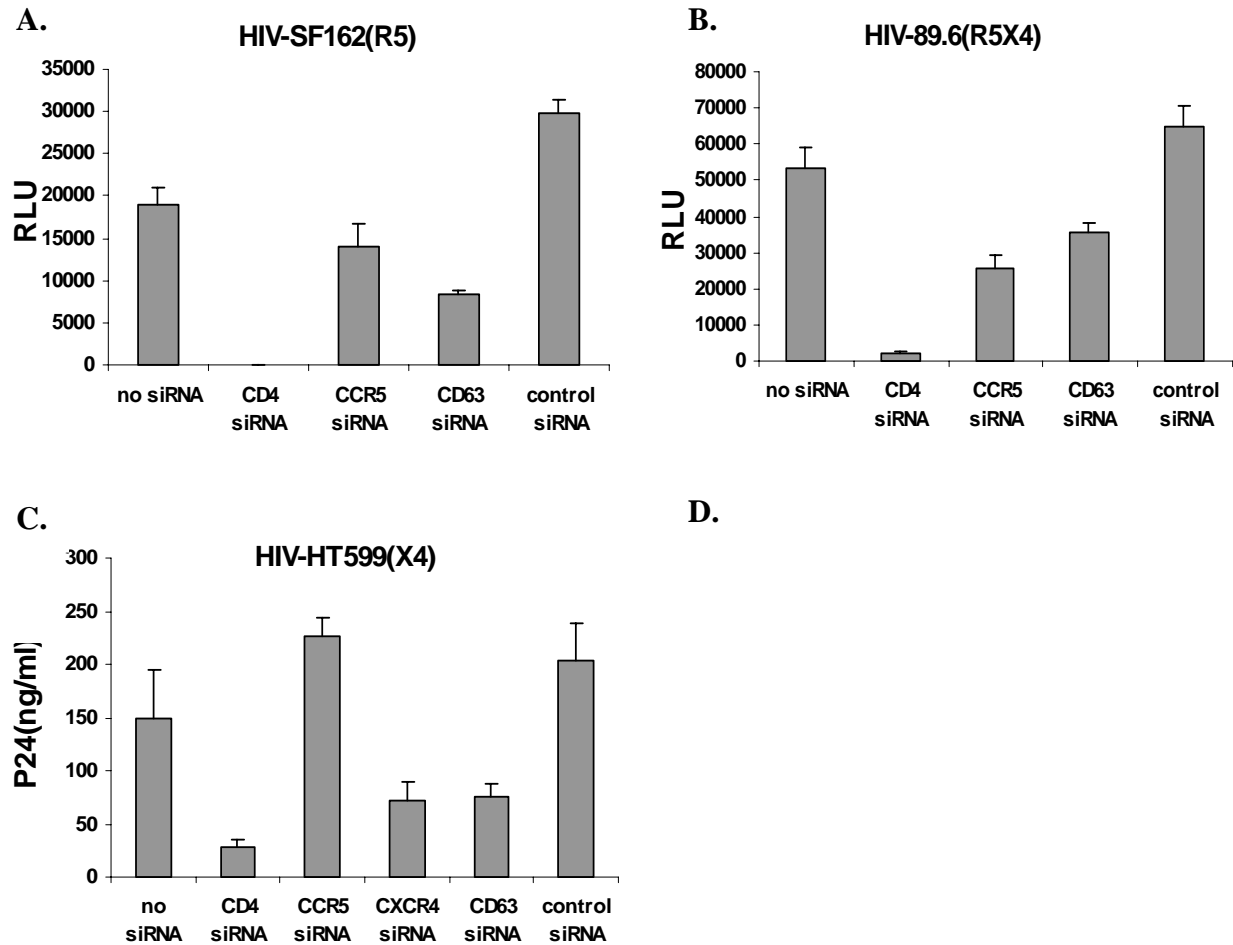 A.
HIV-SF162(R5)
35000
30000
25000
20000
15000
10000
5000
0
RLU
no siRNA
CD4 siRNA
CCR5 siRNA
CD63 siRNA
control siRNA
B.
HIV-89.6(R5X4)
80000
70000
60000
50000
40000
30000
20000
10000
0
RLU
no siRNA
CD4 siRNA
CCR5 siRNA
CD63 siRNA
control siRNA
C.
HIV-HT599(X4)
300
250
200
150
100
50
0
P24(ng/ml)
no siRNA
CD4 siRNA
CCR5 siRNA
CXCR4 siRNA
CD63 siRNA
control siRNA
D.